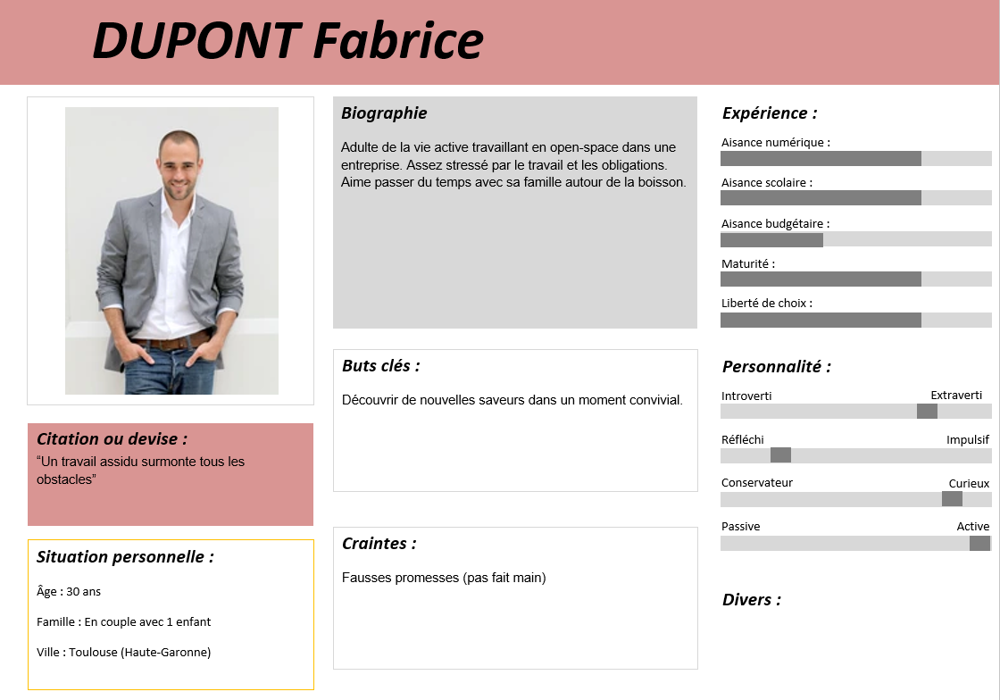 DUPONT Fabrice
Citation ou devise :
“Un travail assidu surmonte tous les
obstacles”
Situation personnelle :
Âge : 30 ans
Famille : En couple avec 1 enfant
Ville : Toulouse (Haute-Garonne)
Biographie
Adulte de la vie active travaillant en open-space dans une
entreprise. Assez stressé par le travail et les obligations.
Aime passer du temps avec sa famille autour de la boisson.
Buts clés :
Découvrir de nouvelles saveurs dans un moment convivial.
Craintes :
Fausses promesses (pas fait main)
Expérience :
Aisance numérique :
Aisance scolaire :
Aisance budgétaire :
Maturité :
Liberté de choix :
Personnalité :
Introverti Extraverti
Réfléchi Impulsif
Conservateur Curieux
Passive Active
Divers :